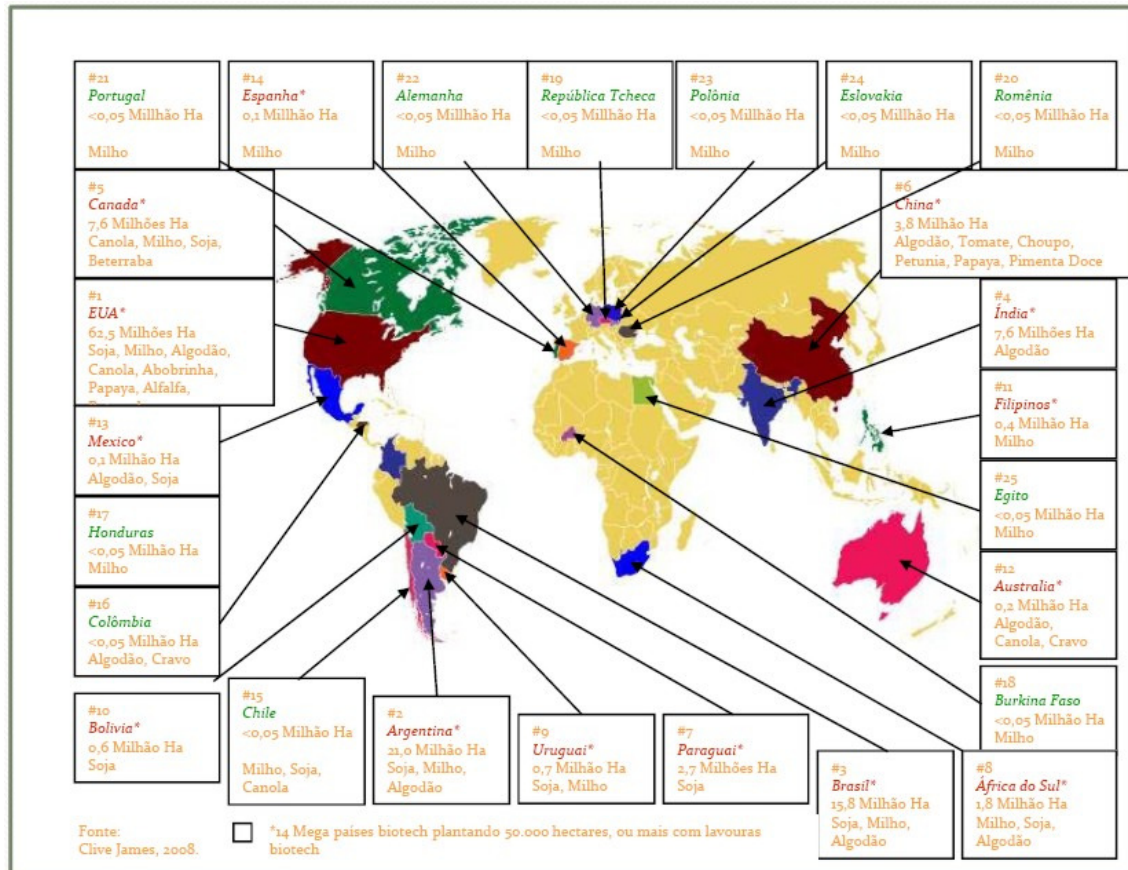 #21
Portugal
<0,05 Millhão Ha
Milho
#14
Espanha*
0,1 Millhão Ha
Milho
#22
Alemanha
<0,05 Millhão Ha
Milho
#19
República Tcheca
<0,05 Millhão Ha
Milho
#23
Polônia
<0,05 Millhão Ha
Milho
#24
Eslovakia
<0,05 Millhão Ha
Milho
#20
Romênia
<0,05 Millhão Ha
Milho
#5
Canada*
7,6 Milhões Ha
Canola, Milho, Soja,
Beterraba
#6
China*
3,8 Milhão Ha
Algodão, Tomate, Choupo,
Petunia, Papaya, Pimenta Doce
#1
EUA*
62,5 Milhões Ha
Soja, Milho, Algodão,
Canola, Abobrinha,
Papaya, Alfalfa,
#4
Índia*
7,6 Milhões Ha
Algodão
#13
Mexico*
0,1 Milhão Ha
Algodão, Soja
#11
Filipinos*
0,4 Milhão Ha
Milho
#17
Honduras
<0,05 Milhão Ha
Milho
#25
Egito
<0,05 Milhão Ha
Milho
#16
Colômbia
<0,05 Milhão Ha
Algodão, Cravo
#12
Australia*
0,2 Milhão Ha
Algodão,
Canola, Cravo
#10
Bolivia*
0,6 Milhão Ha
Soja
#15
Chile
<0,05 Milhão Ha
Milho, Soja,
Canola
#2
Argentina*
21,0 Milhão Ha
Soja, Milho,
Algodão
#9
Uruguai*
0,7 Milhão Ha
Soja, Milho
#7
Paraguai*
2,7 Milhões Ha
Soja
#18
Burkina Faso
<0,05 Milhão Ha
Milho
#3
Brasil*
15,8 Milhão Ha
Soja, Milho,
Algodão
#8
África do Sul*
1,8 Milhão Ha
Milho, Soja,
Algodão
Fonte:
Clive James, 2008.
*14 Mega países biotech plantando 50.000 hectares, ou mais com lavouras
biotech